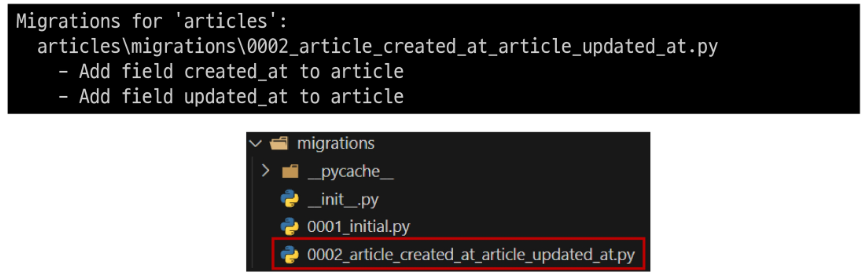 Migrations for 'articles':
articles\migrations\0002_article_created_at_article_updated_at.py
- Add field created_at to article
- Add field updated_at to article
migrations
__pycache__
__init__.py
0001_initial.py
0002_article_created_at_article_updated_at.py